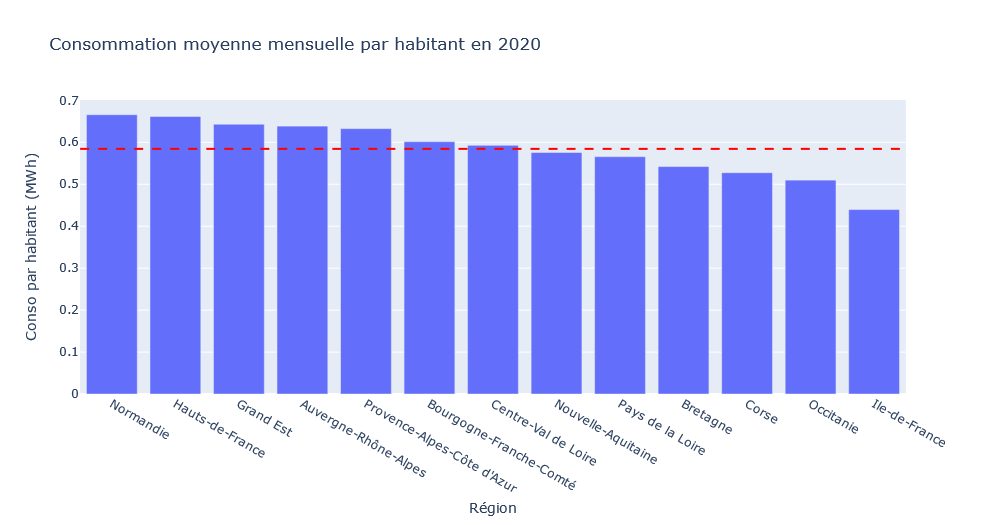 Consommation moyenne mensuelle par habitant en 2020
Conso par habitant (MWh)
0.7
0.6
0.5
0.4
0.3
0.2
0.1
0
Normandie
Hauts-de-France
Grand Est
Auvergne-Rhône-Alpes
Provence-Alpes-Côte d'Azur
Bourgogne-Franche-Comté
Centre-Val de Loire
Nouvelle-Aquitaine
Pays de la Loire
Bretagne
Corse
Occitanie
Ile-de-France
Région